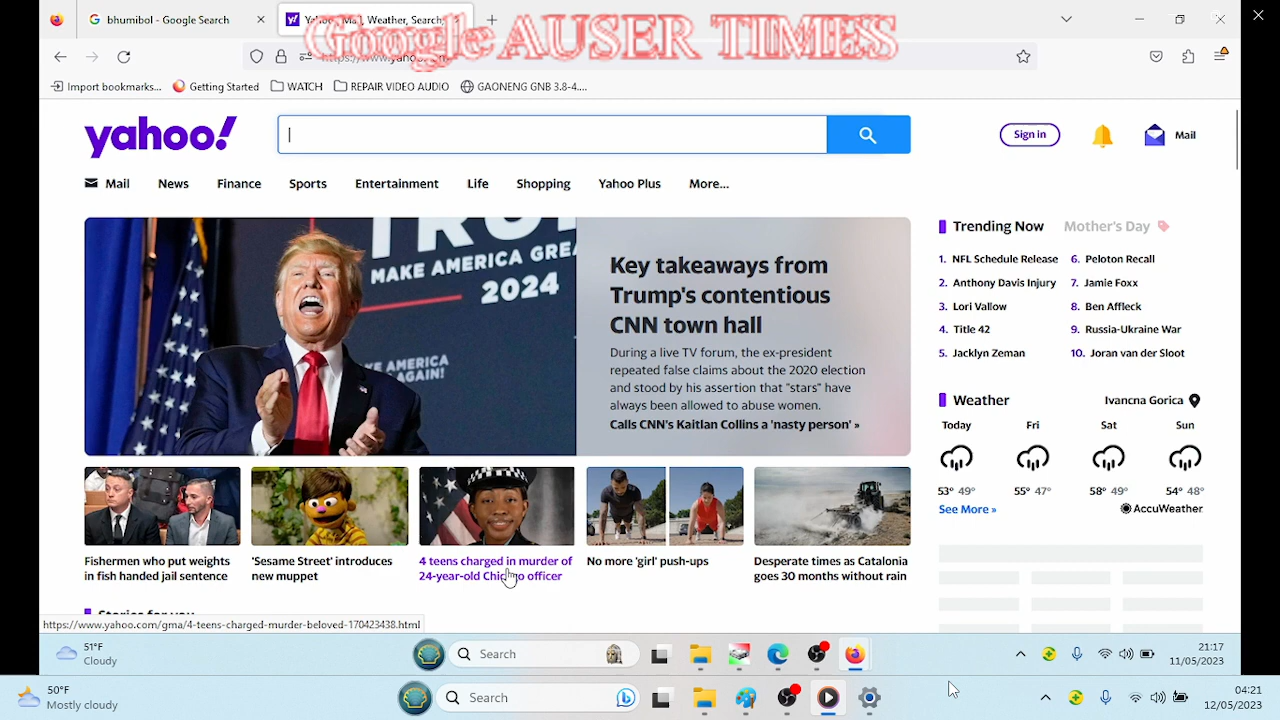 bhumibol - Google Search
Yahoo | Mail, Weather, Search,
Google AUSER TIMES
https://www.yahoo.com
Import bookmarks...
Getting Started
WATCH
REPAIR VIDEO AUDIO
GAONENG GNB 3.8-4....
yahoo!
Sign in
Mail
Mail
News
Finance
Sports
Entertainment
Life
Shopping
Yahoo Plus
More...
TRUM
MAKE AMERICA GREA
2024
KE AMERICA
AGAIN!
Key takeaways from
Trump's contentious
CNN town hall
During a live TV forum, the ex-president
repeated false claims about the 2020 election
and stood by his assertion that "stars" have
always been allowed to abuse women.
Calls CNN's Kaitlan Collins a 'nasty person' »
Trending Now
Mother's Day
1. NFL Schedule Release
2. Anthony Davis Injury
3. Lori Vallow
4. Title 42
5. Jacklyn Zeman
6. Peloton Recall
7. Jamie Foxx
8. Ben Affleck
9. Russia-Ukraine War
10. Joran van der Sloot
Weather
Ivancna Gorica
Today
Fri
Sat
Sun
53° 49°
55° 47°
58° 49°
54° 48°
See More »
AccuWeather
Fishermen who put weights
in fish handed jail sentence
'Sesame Street' introduces
new muppet
4 teens charged in murder of
24-year-old Chicago officer
No more 'girl' push-ups
Desperate times as Catalonia
goes 30 months without rain
Stories for you
https://www.yahoo.com/gma/4-teens-charged-murder-beloved-170423438.html
51°F
Cloudy
Search
21:17
11/05/2023
50°F
Mostly cloudy
Search
04:21
12/05/2023